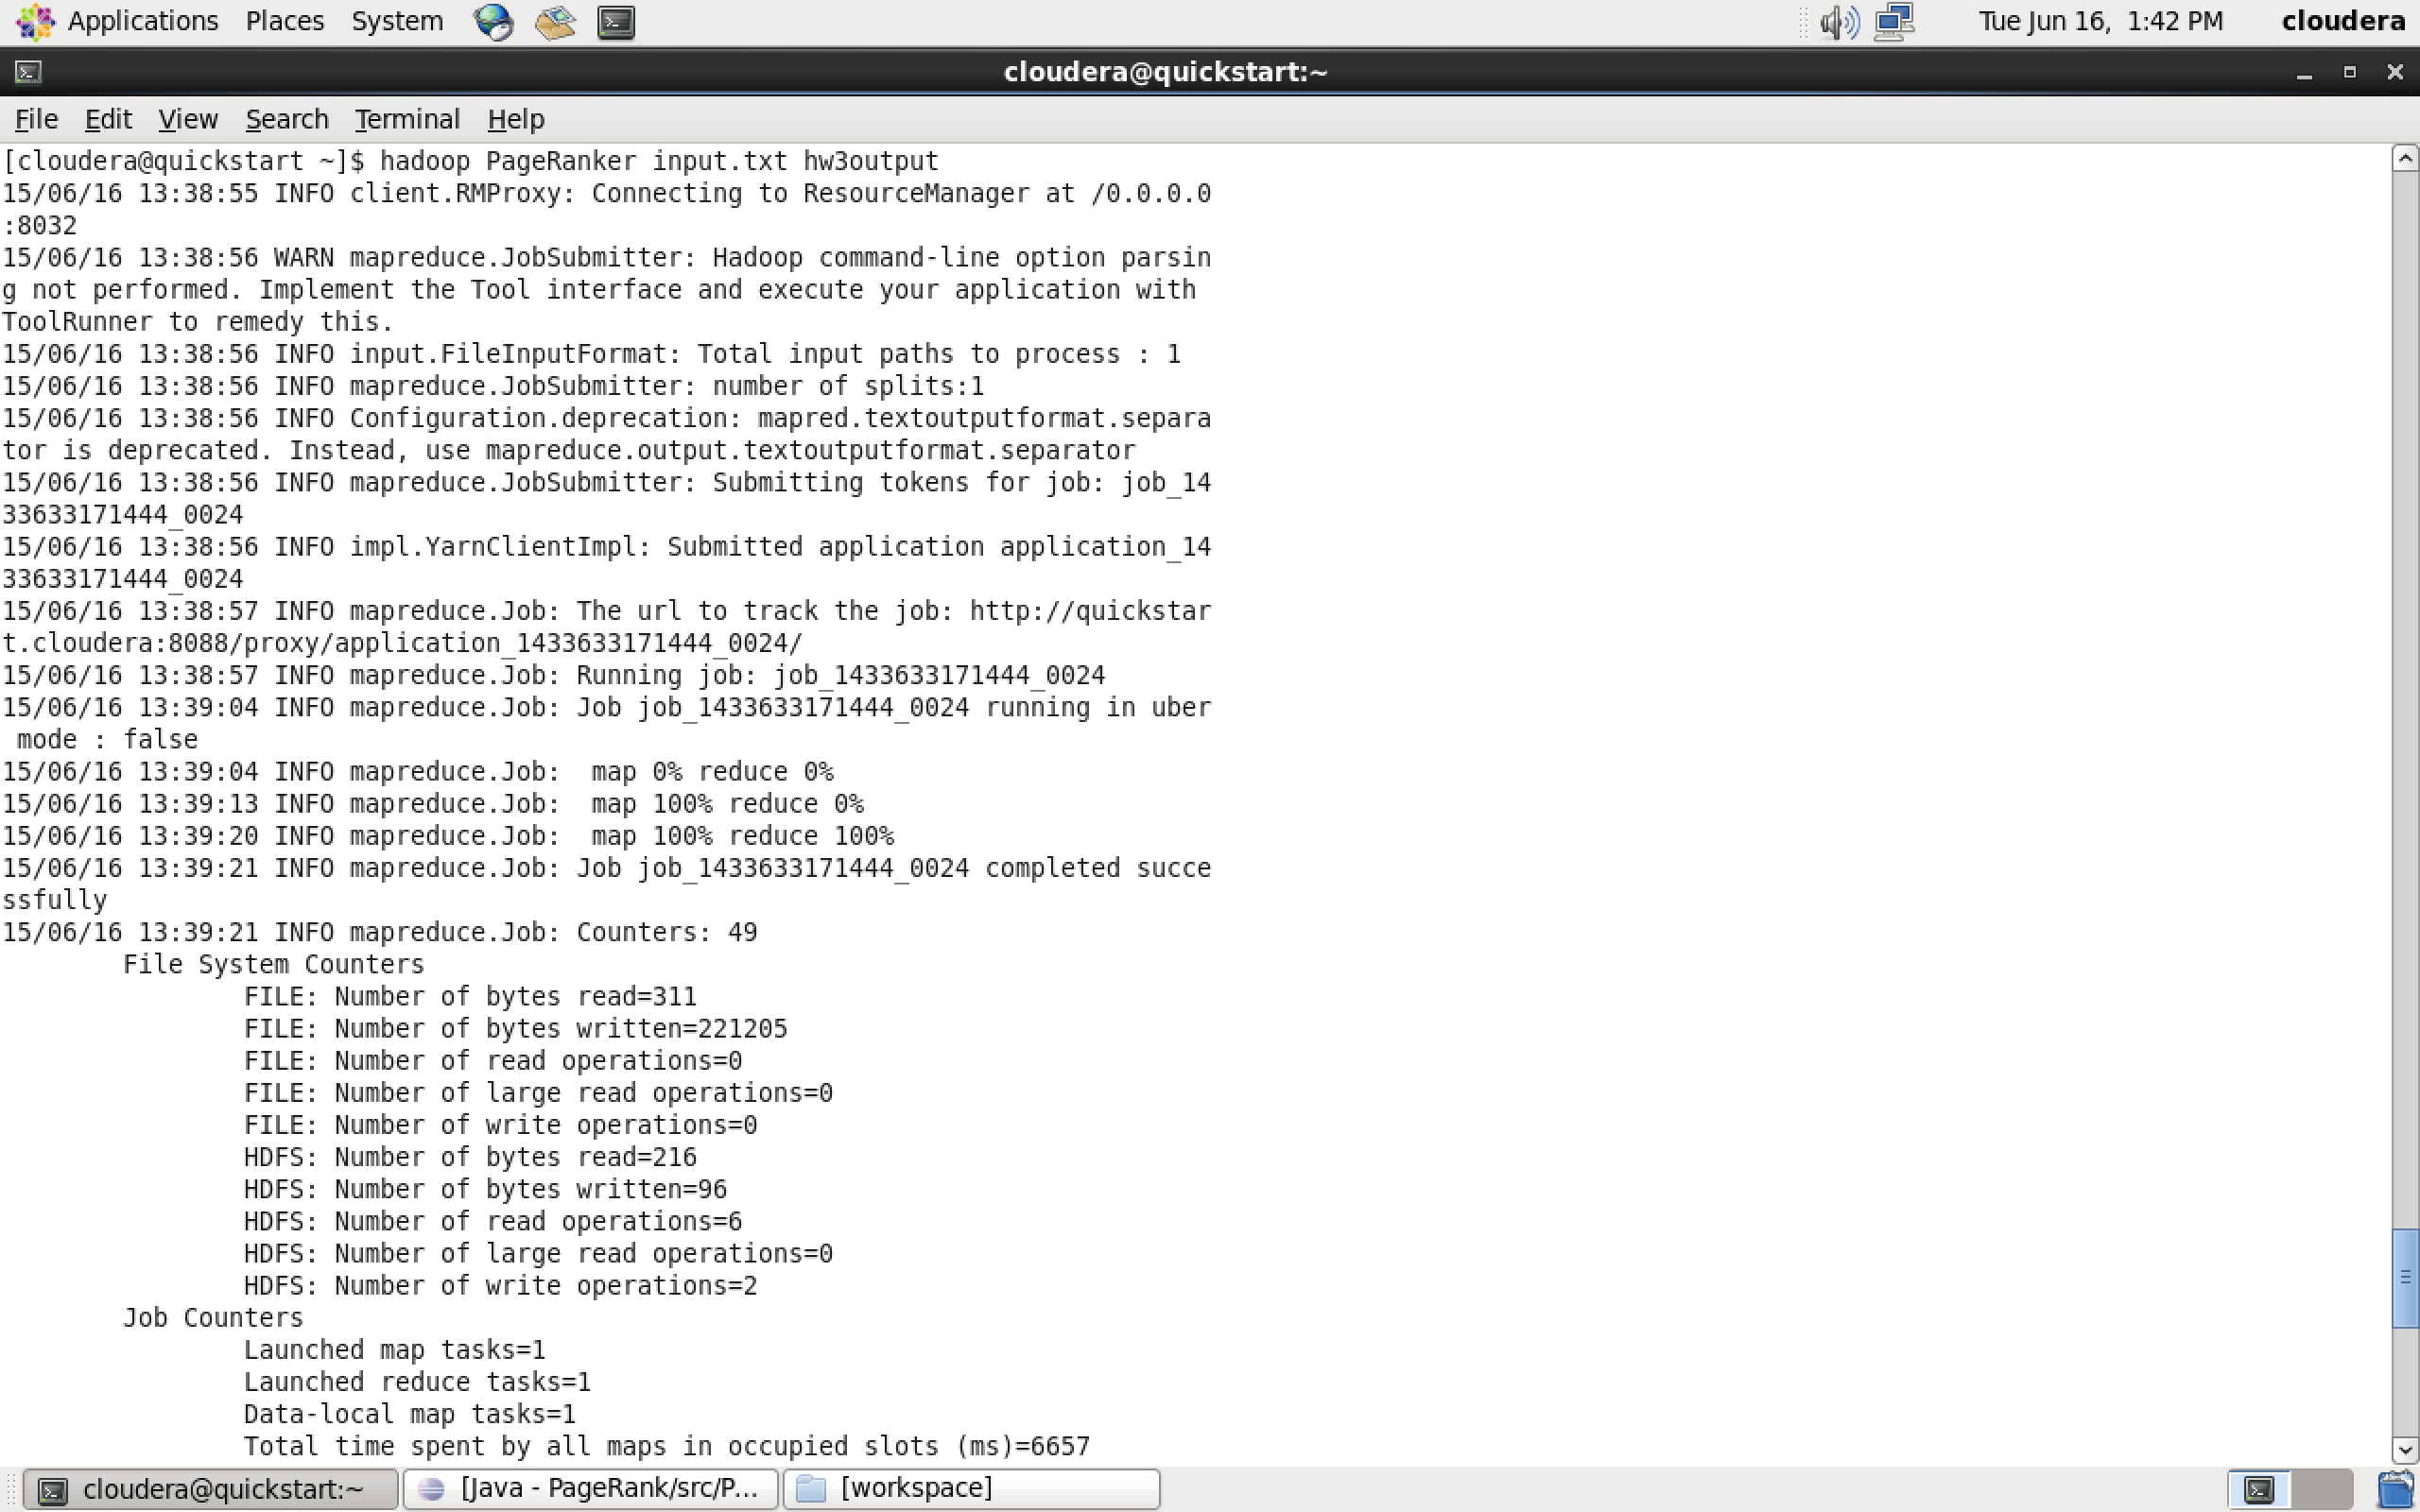 Applications Places System Tue Jun 16, 1:42 PM cloudera
cloudera@quickstart:~
File Edit View Search Terminal Help
[cloudera@quickstart ~]$ hadoop PageRanker input.txt hw3output
15/06/16 13:38:55 INFO client.RMProxy: Connecting to ResourceManager at /0.0.0.0
:8032
15/06/16 13:38:56 WARN mapreduce.JobSubmitter: Hadoop command-line option parsin
g not performed. Implement the Tool interface and execute your application with
ToolRunner to remedy this.
15/06/16 13:38:56 INFO input.FileInputFormat: Total input paths to process : 1
15/06/16 13:38:56 INFO mapreduce.JobSubmitter: number of splits:1
15/06/16 13:38:56 INFO Configuration.deprecation: mapred.textoutputformat.separa
tor is deprecated. Instead, use mapreduce.output.textoutputformat.separator
15/06/16 13:38:56 INFO mapreduce.JobSubmitter: Submitting tokens for job: job_14
33633171444_0024
15/06/16 13:38:56 INFO impl.YarnClientImpl: Submitted application application_14
33633171444_0024
15/06/16 13:38:57 INFO mapreduce.Job: The url to track the job: http://quickstar
t.cloudera:8088/proxy/application_1433633171444_0024/
15/06/16 13:38:57 INFO mapreduce.Job: Running job: job_1433633171444_0024
15/06/16 13:39:04 INFO mapreduce.Job: Job job_1433633171444_0024 running in uber
 mode : false
15/06/16 13:39:04 INFO mapreduce.Job:  map 0% reduce 0%
15/06/16 13:39:13 INFO mapreduce.Job:  map 100% reduce 0%
15/06/16 13:39:20 INFO mapreduce.Job:  map 100% reduce 100%
15/06/16 13:39:21 INFO mapreduce.Job: Job job_1433633171444_0024 completed succe
ssfully
15/06/16 13:39:21 INFO mapreduce.Job: Counters: 49
File System Counters
FILE: Number of bytes read=311
FILE: Number of bytes written=221205
FILE: Number of read operations=0
FILE: Number of large read operations=0
FILE: Number of write operations=0
HDFS: Number of bytes read=216
HDFS: Number of bytes written=96
HDFS: Number of read operations=6
HDFS: Number of large read operations=0
HDFS: Number of write operations=2
Job Counters
Launched map tasks=1
Launched reduce tasks=1
Data-local map tasks=1
Total time spent by all maps in occupied slots (ms)=6657
cloudera@quickstart:~ [Java - PageRank/src/P... [workspace]